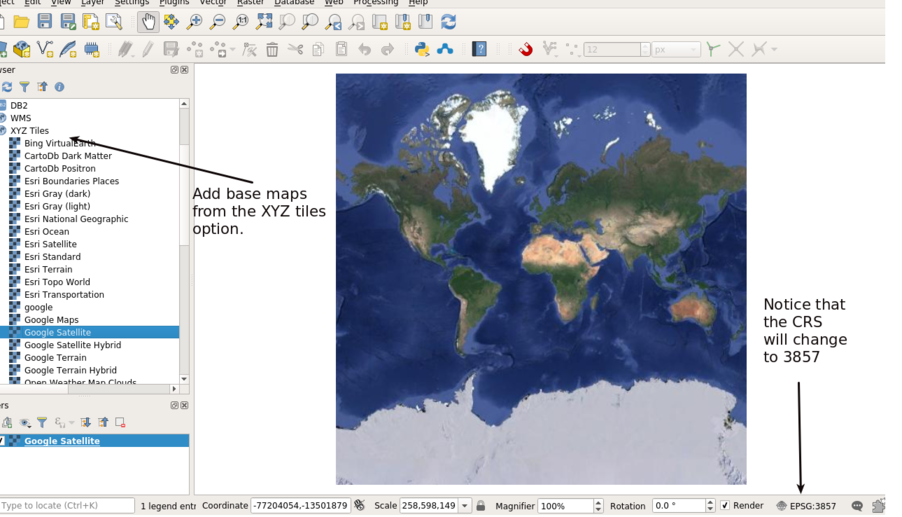 Edit View Layer Settings Plugins Vector Raster Database Web Processing Help
12 px
DB2
WMS
XYZ Tiles
Bing VirtualEarth
CartoDb Dark Matter
CartoDb Positron
Esri Boundaries Places
Esri Gray (dark)
Esri Gray (light)
Esri National Geographic
Esri Ocean
Esri Satellite
Esri Standard
Esri Terrain
Esri Topo World
Esri Transportation
google
Google Maps
Google Satellite
Google Satellite Hybrid
Google Terrain
Google Terrain Hybrid
Open Weather Map Clouds
Add base maps
from the XYZ tiles
option.
Notice that
the CRS
will change
to 3857
Google Satellite
Type to locate (Ctrl+K) 1 legend entr Coordinate -77204054,-13501879 Scale 258,598,149 Magnifier 100% Rotation 0.0 ° Render EPSG:3857